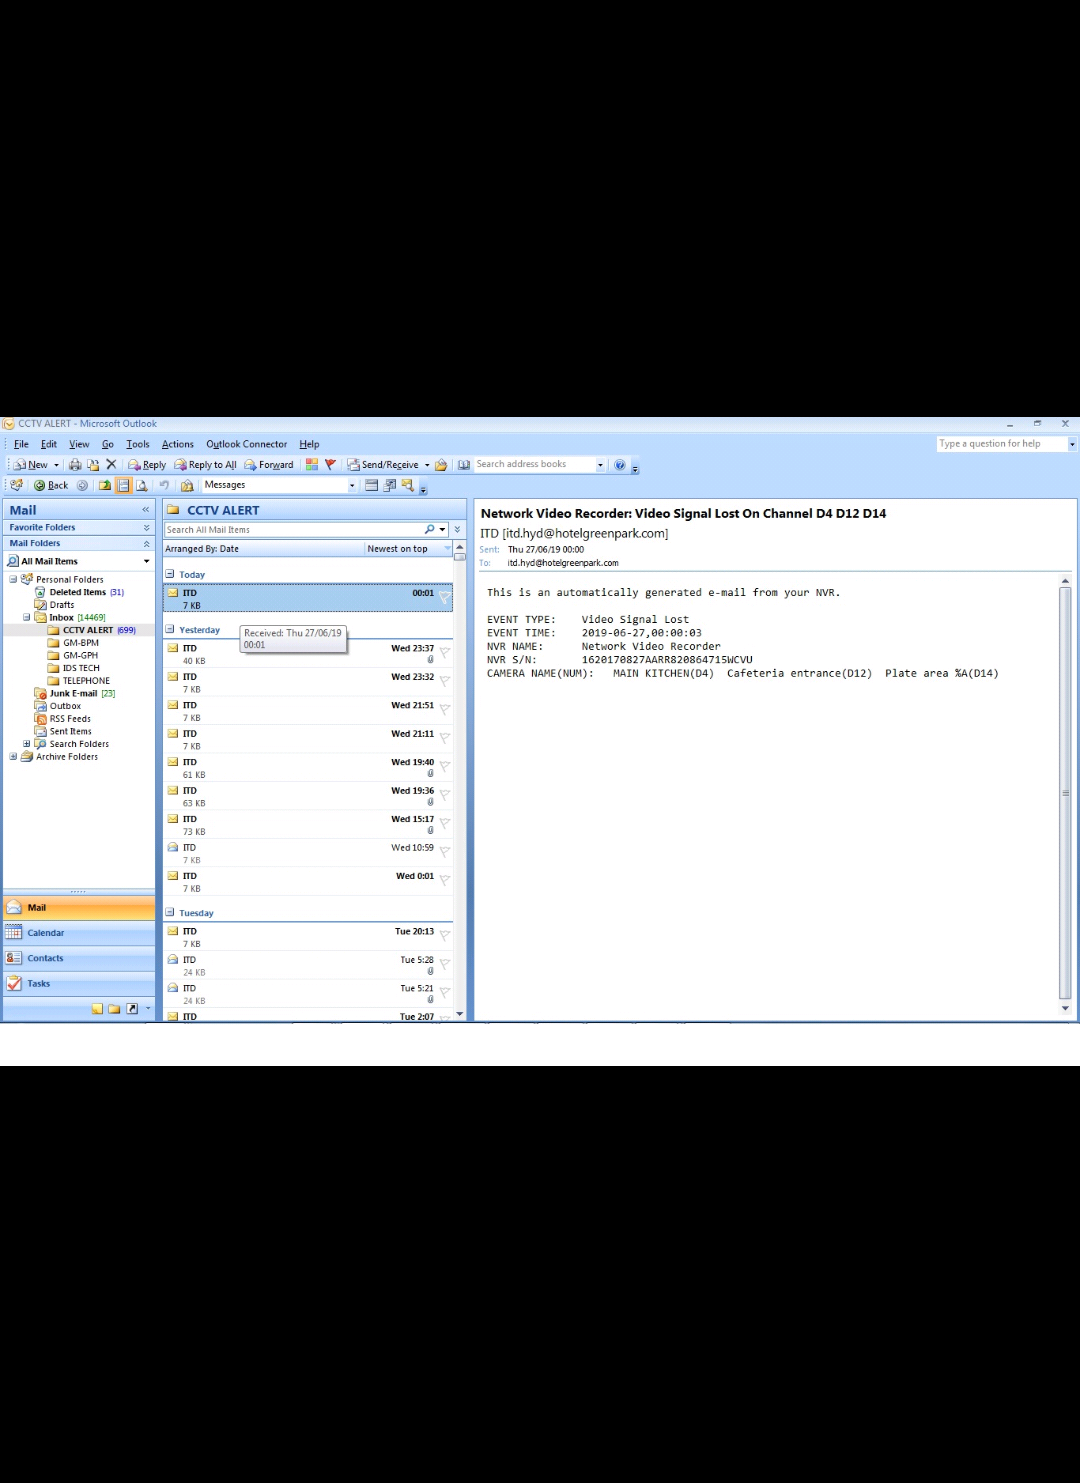 CCTV ALERT - Microsoft Outlook
File Edit View Go Tools Actions Outlook Connector Help
Type a question for help
New Reply Reply to All Forward Send/Receive Search address books
Back Messages
Mail
Favorite Folders
Mail Folders
All Mail Items
Personal Folders
Deleted Items (31)
Drafts
Inbox [14469]
CCTV ALERT (699)
GM-BPM
GM-GPH
IDS TECH
TELEPHONE
Junk E-mail [23]
Outbox
RSS Feeds
Sent Items
Search Folders
Archive Folders
Mail
Calendar
Contacts
Tasks
CCTV ALERT
Search All Mail Items
Arranged By: Date Newest on top
Today
ITD 00:01
7 KB
Yesterday
Received: Thu 27/06/19
00:01
ITD Wed 23:37
40 KB
ITD Wed 23:32
7 KB
ITD Wed 21:51
7 KB
ITD Wed 21:11
7 KB
ITD Wed 19:40
61 KB
ITD Wed 19:36
63 KB
ITD Wed 15:17
73 KB
ITD Wed 10:59
7 KB
ITD Wed 0:01
7 KB
Tuesday
ITD Tue 20:13
7 KB
ITD Tue 5:28
24 KB
ITD Tue 5:21
24 KB
ITD Tue 2:07
Network Video Recorder: Video Signal Lost On Channel D4 D12 D14
ITD [itd.hyd@hotelgreenpark.com]
Sent: Thu 27/06/19 00:00
To: itd.hyd@hotelgreenpark.com
This is an automatically generated e-mail from your NVR.
EVENT TYPE: Video Signal Lost
EVENT TIME: 2019-06-27,00:00:03
NVR NAME: Network Video Recorder
NVR S/N: 1620170827AARR820864715WCVU
CAMERA NAME(NUM): MAIN KITCHEN(D4) Cafeteria entrance(D12) Plate area %A(D14)